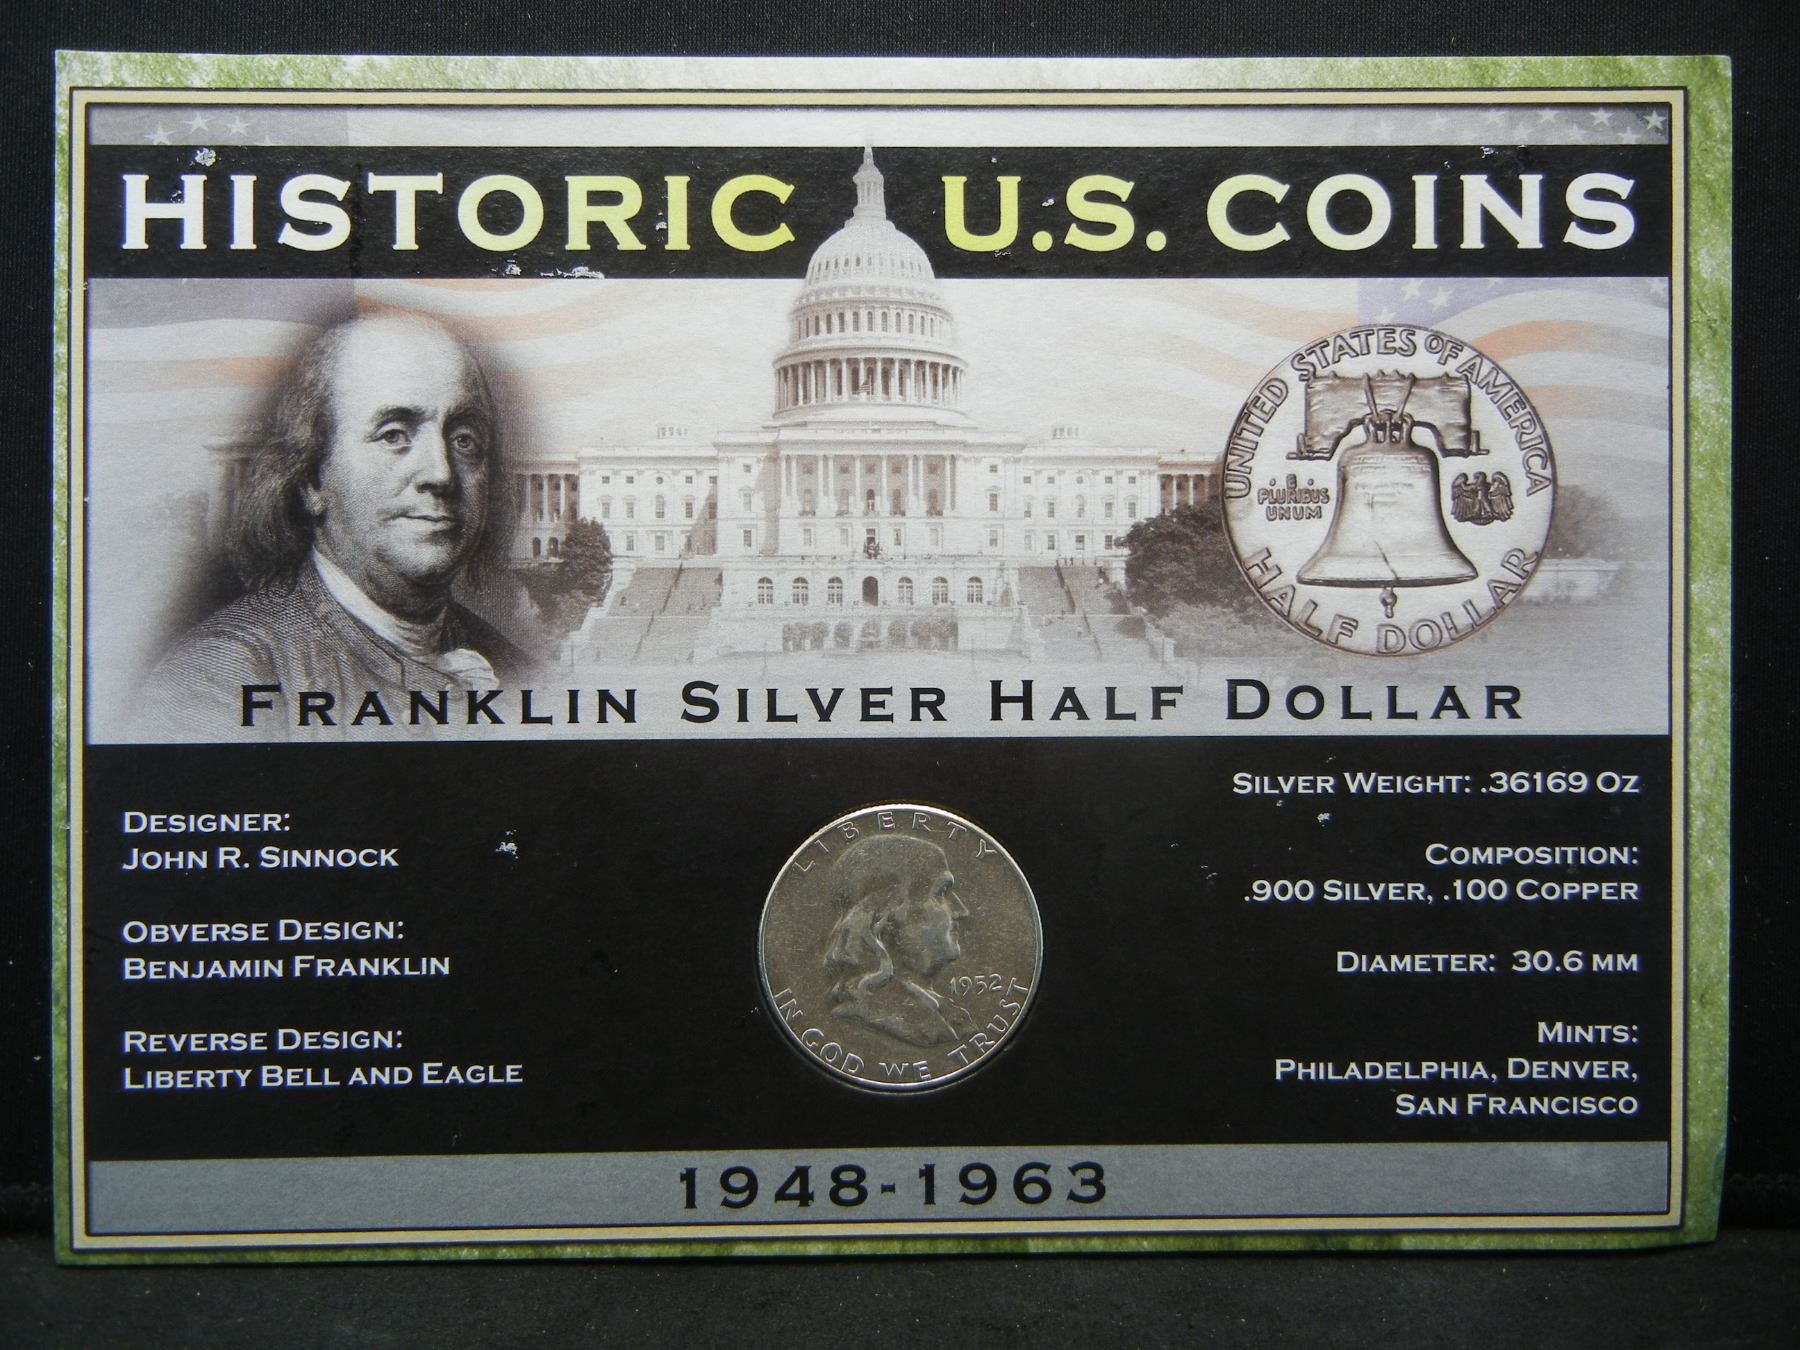 HISTORIC U.S. COINS
UNITED STATES OF AMERICA
E
PLURIBUS
UNUM
HALF DOLLAR
FRANKLIN SILVER HALF DOLLAR
DESIGNER:
JOHN R. SINNOCK
OBVERSE DESIGN:
BENJAMIN FRANKLIN
REVERSE DESIGN:
LIBERTY BELL AND EAGLE
LIBERTY
1952
IN GOD WE TRUST
SILVER WEIGHT: .36169 OZ
COMPOSITION:
.900 SILVER, .100 COPPER
DIAMETER: 30.6 MM
MINTS:
PHILADELPHIA, DENVER,
SAN FRANCISCO
1948-1963